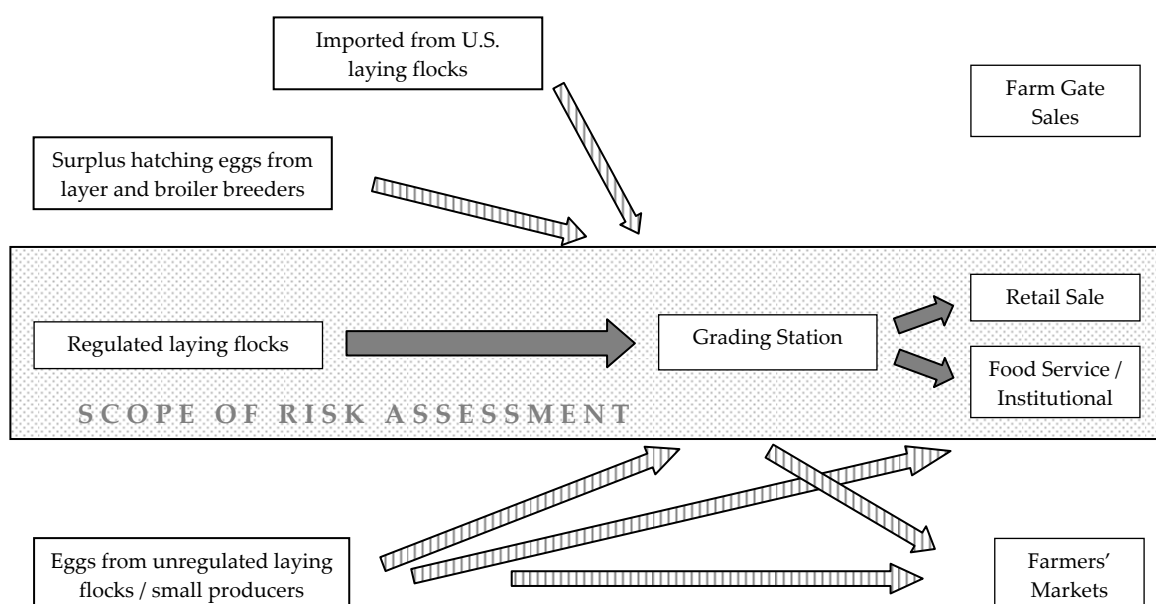 Imported from U.S.
laying flocks
Farm Gate
Sales
Surplus hatching eggs from
layer and broiler breeders
Retail Sale
Regulated laying flocks
Grading Station
Food Service /
Institutional
SCOPE OF RISK ASSESSMENT
Eggs from unregulated laying
flocks / small producers
Farmers’
Markets